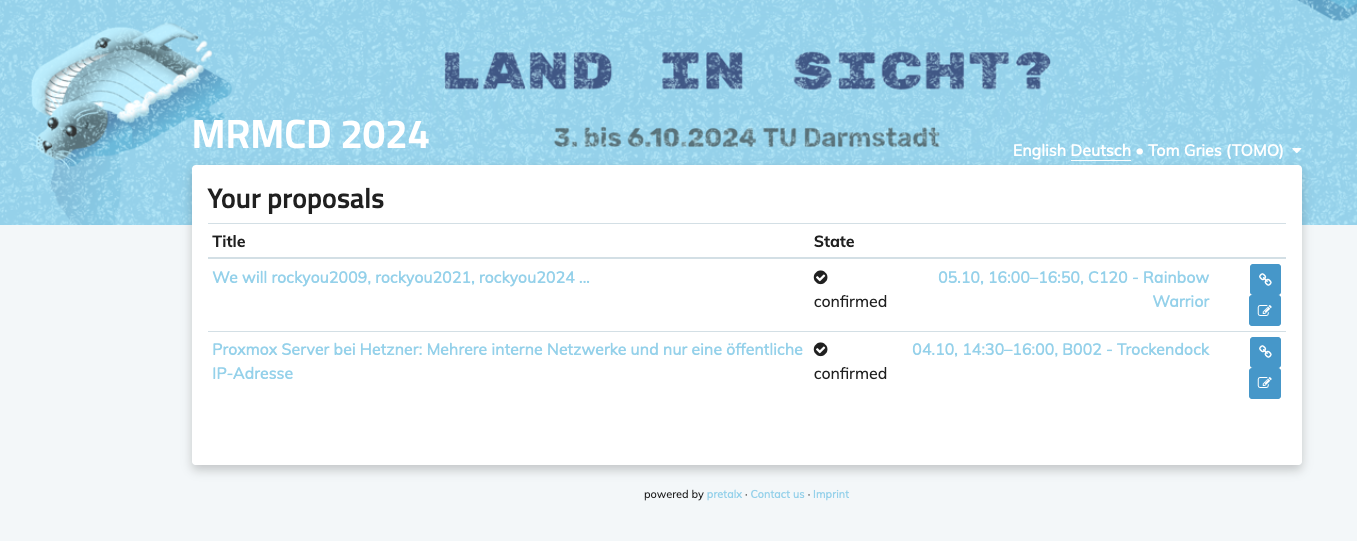 LAND IN SICHT?
MRMCD 2024
3. bis 6.10.2024 TU Darmstadt
English Deutsch • Tom Gries (TOMO)
Your proposals
Title State
We will rockyou2009, rockyou2021, rockyou2024 ... 05.10, 16:00–16:50, C120 - Rainbow
confirmed Warrior
Proxmox Server bei Hetzner: Mehrere interne Netzwerke und nur eine öffentliche 04.10, 14:30–16:00, B002 - Trockendock
IP-Adresse confirmed
powered by pretalx · Contact us · Imprint